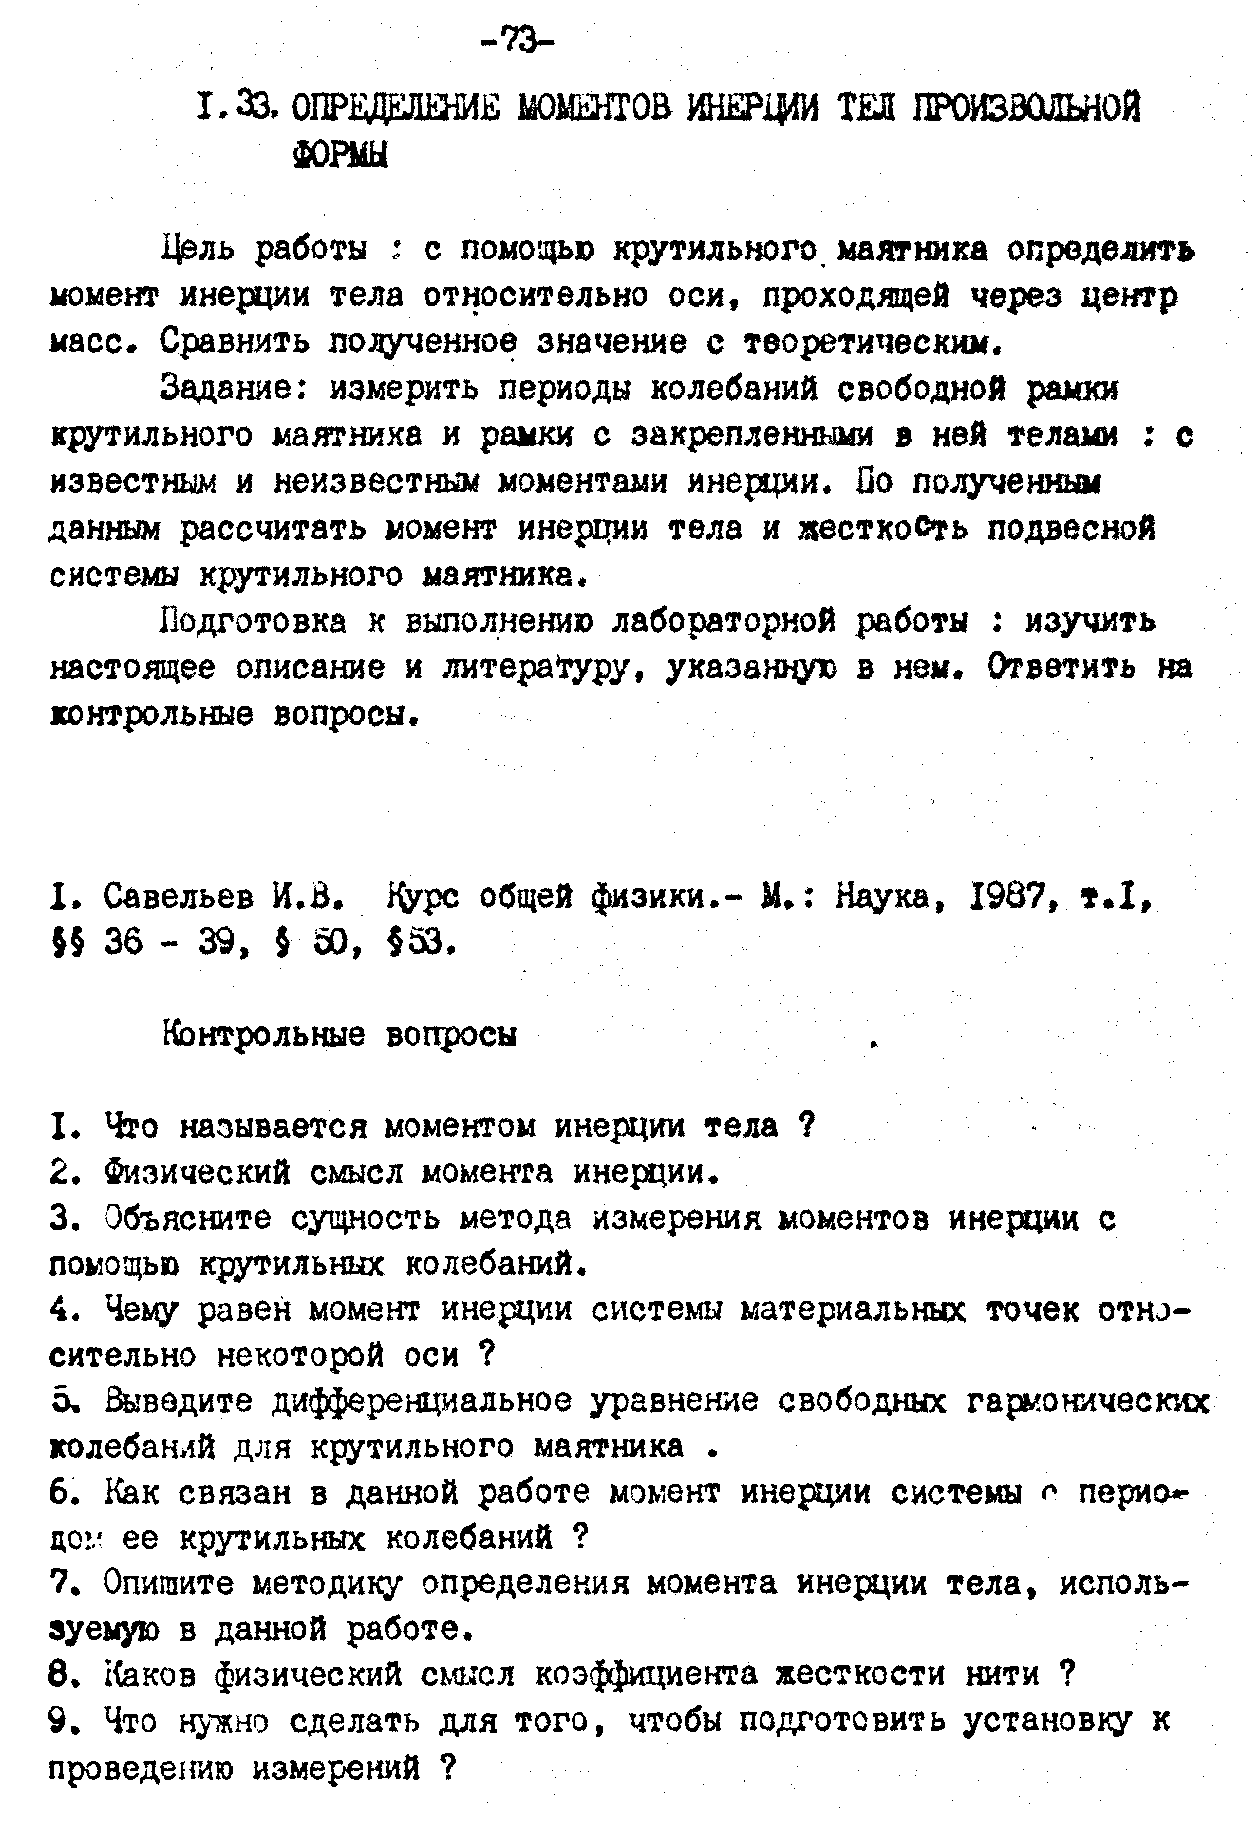 -73-
I.33. ОПРЕДЕЛЕНИЕ МОМЕНТОВ ИНЕРЦИИ ТЕЛ ПРОИЗВОЛЬНОЙ
ФОРМЫ
Цель работы : с помощью крутильного маятника определить
момент инерции тела относительно оси, проходящей через центр
масс. Сравнить полученное значение с теоретическим.
Задание: измерить периоды колебаний свободной рамки
крутильного маятника и рамки с закрепленными в ней телами : с
известным и неизвестным моментами инерции. По полученным
данным рассчитать момент инерции тела и жесткость подвесной
системы крутильного маятника.
Подготовка к выполнению лабораторной работы : изучить
настоящее описание и литературу, указанную в нем. Ответить на
контрольные вопросы.
I. Савельев И.В. Курс общей физики.- М.: Наука, 1987, т.I,
§§ 36 - 39, § 50, §53.
Контрольные вопросы
I. Что называется моментом инерции тела ?
2. Физический смысл момента инерции.
3. Объясните сущность метода измерения моментов инерции с
помощью крутильных колебаний.
4. Чему равен момент инерции системы материальных точек отно-
сительно некоторой оси ?
5. Выведите дифференциальное уравнение свободных гармонических
колебаний для крутильного маятника .
6. Как связан в данной работе момент инерции системы с перио-
дом ее крутильных колебаний ?
7. Опишите методику определения момента инерции тела, исполь-
зуемую в данной работе.
8. Каков физический смысл коэффициента жесткости нити ?
9. Что нужно сделать для того, чтобы подготовить установку к
проведению измерений ?